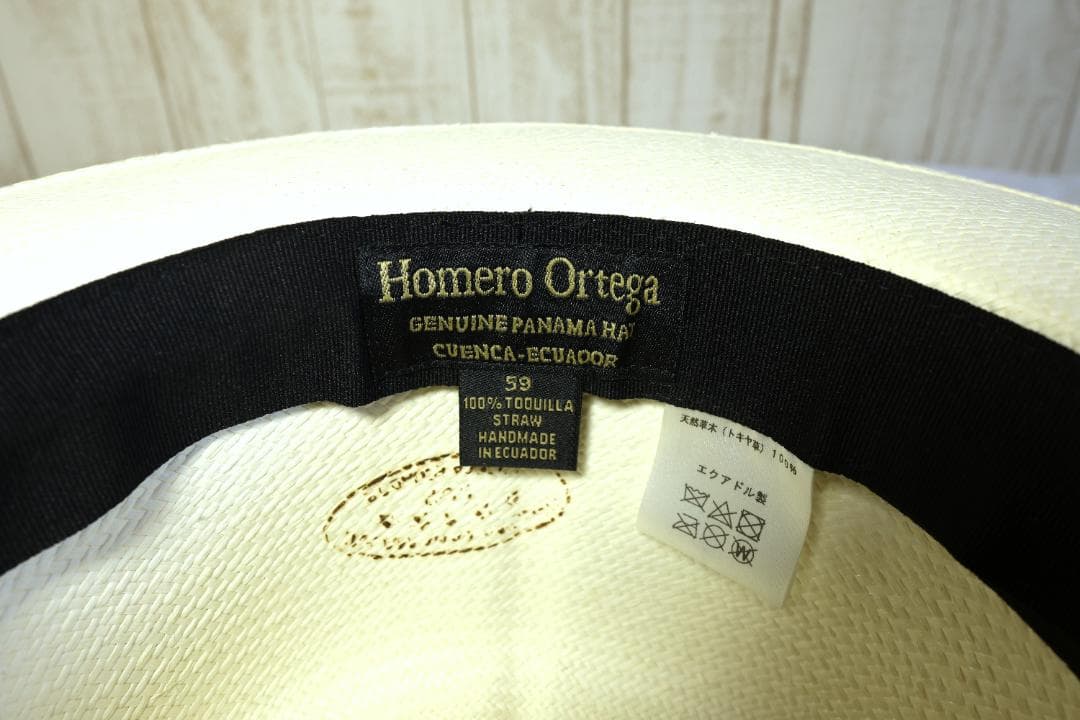 Homero Ortega
GENUINE PANAMA HAT
CUENCA-ECUADOR
59
100% TOQUILLA
STRAW
HANDMADE
IN ECUADOR
天然草木（トキヤ草）100%
エクアドル製
W